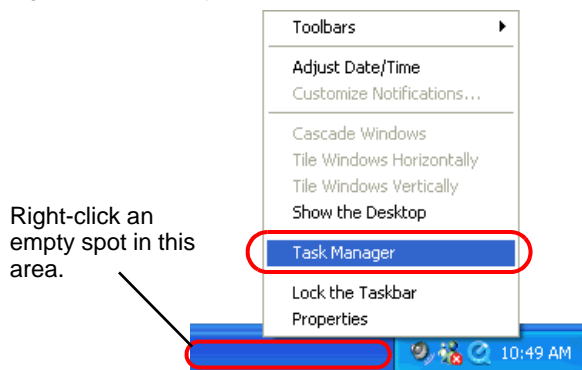 Toolbars
Adjust Date/Time
Customize Notifications...
Cascade Windows
Tile Windows Horizontally
Tile Windows Vertically
Show the Desktop
Task Manager
Lock the Taskbar
Properties
Right-click an
empty spot in this
area.
10:49 AM